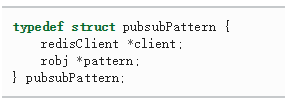 typedef struct pubsubPattern {
    redisClient *client;
    robj *pattern;
} pubsubPattern;